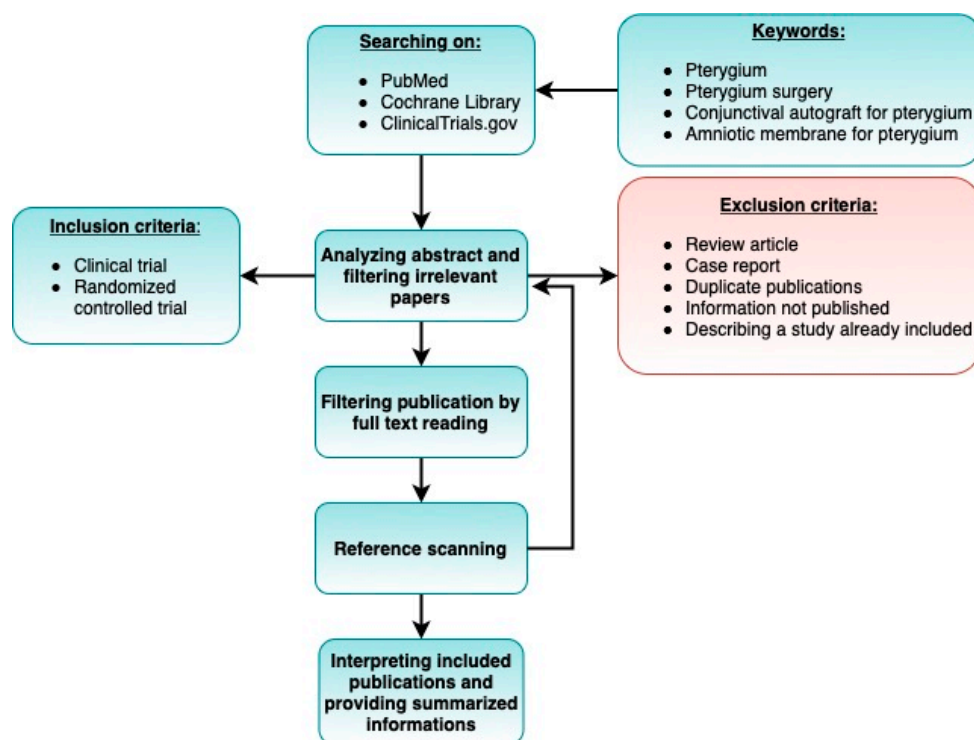 Searching on:
● PubMed
● Cochrane Library
● ClinicalTrials.gov
Keywords:
● Pterygium
● Pterygium surgery
● Conjunctival autograft for pterygium
● Amniotic membrane for pterygium
Inclusion criteria:
● Clinical trial
● Randomized
controlled trial
Analyzing abstract and
filtering irrelevant
papers
Exclusion criteria:
● Review article
● Case report
● Duplicate publications
● Information not published
● Describing a study already included
Filtering publication by
full text reading
Reference scanning
Interpreting included
publications and
providing summarized
informations